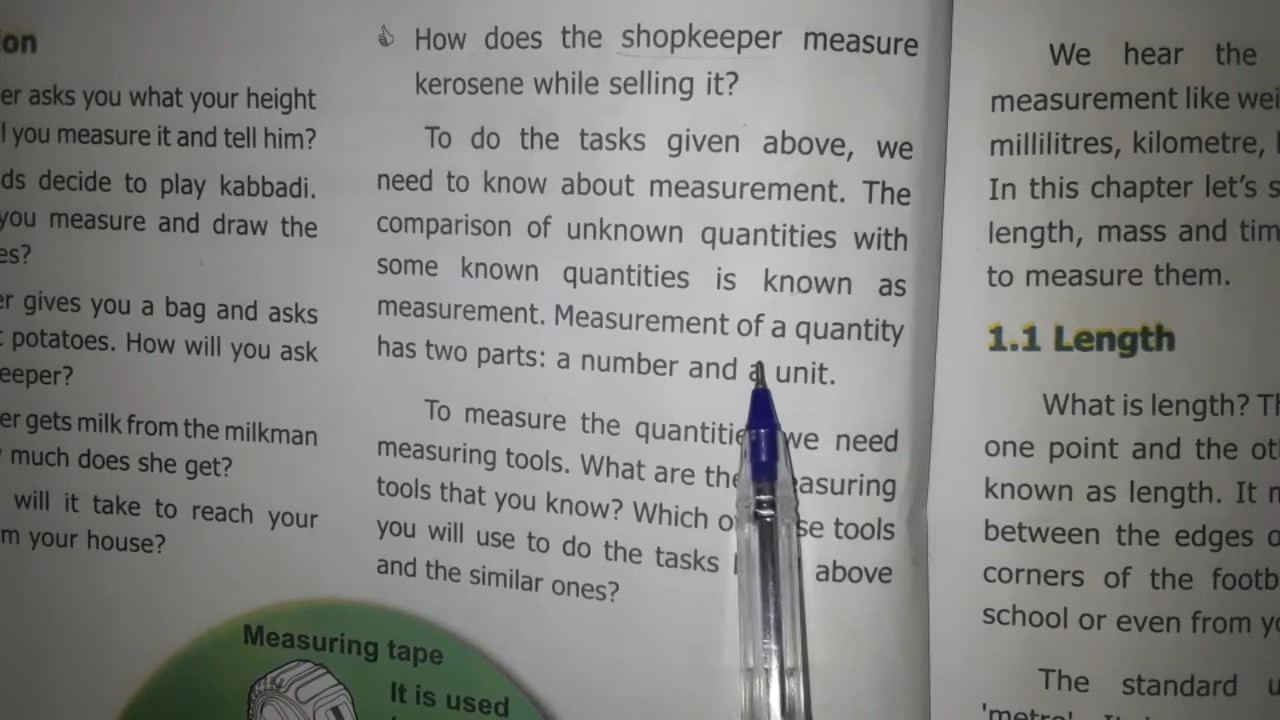 on
er asks you what your height
you measure it and tell him?
ds decide to play kabbadi.
you measure and draw the
es?
er gives you a bag and asks
potatoes. How will you ask
eeper?
er gets milk from the milkman
much does she get?
will it take to reach your
m your house?
How does the shopkeeper measure
kerosene while selling it?
To do the tasks given above, we
need to know about measurement. The
comparison of unknown quantities with
some known quantities is known as
measurement. Measurement of a quantity
has two parts: a number and a unit.
To measure the quantitie we need
measuring tools. What are the asuring
tools that you know? Which o se tools
you will use to do the tasks above
and the similar ones?
Measuring tape
It is used
We hear the
measurement like wei
millilitres, kilometre,
In this chapter let's s
length, mass and tim
to measure them.
1.1 Length
What is length? Th
one point and the ot
known as length. It
between the edges o
corners of the footb
school or even from yo
The standard u
'metre'.